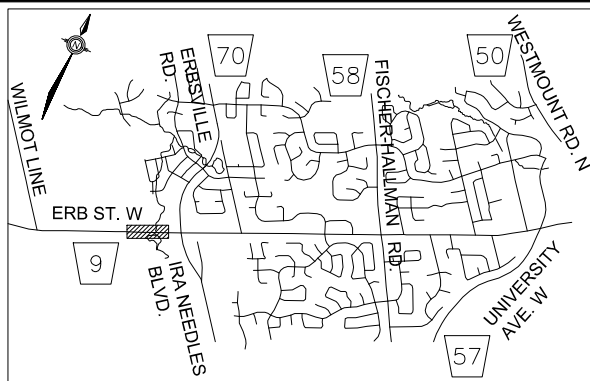 N
70
58
50
WESTMOUNT RD. N
ERBSVILLE
RD.
FISCHER-HALLMAN RD.
WILMOT LINE
ERB ST. W
9
IRA NEEDLES
BLVD.
UNIVERSITY
AVE. W
57